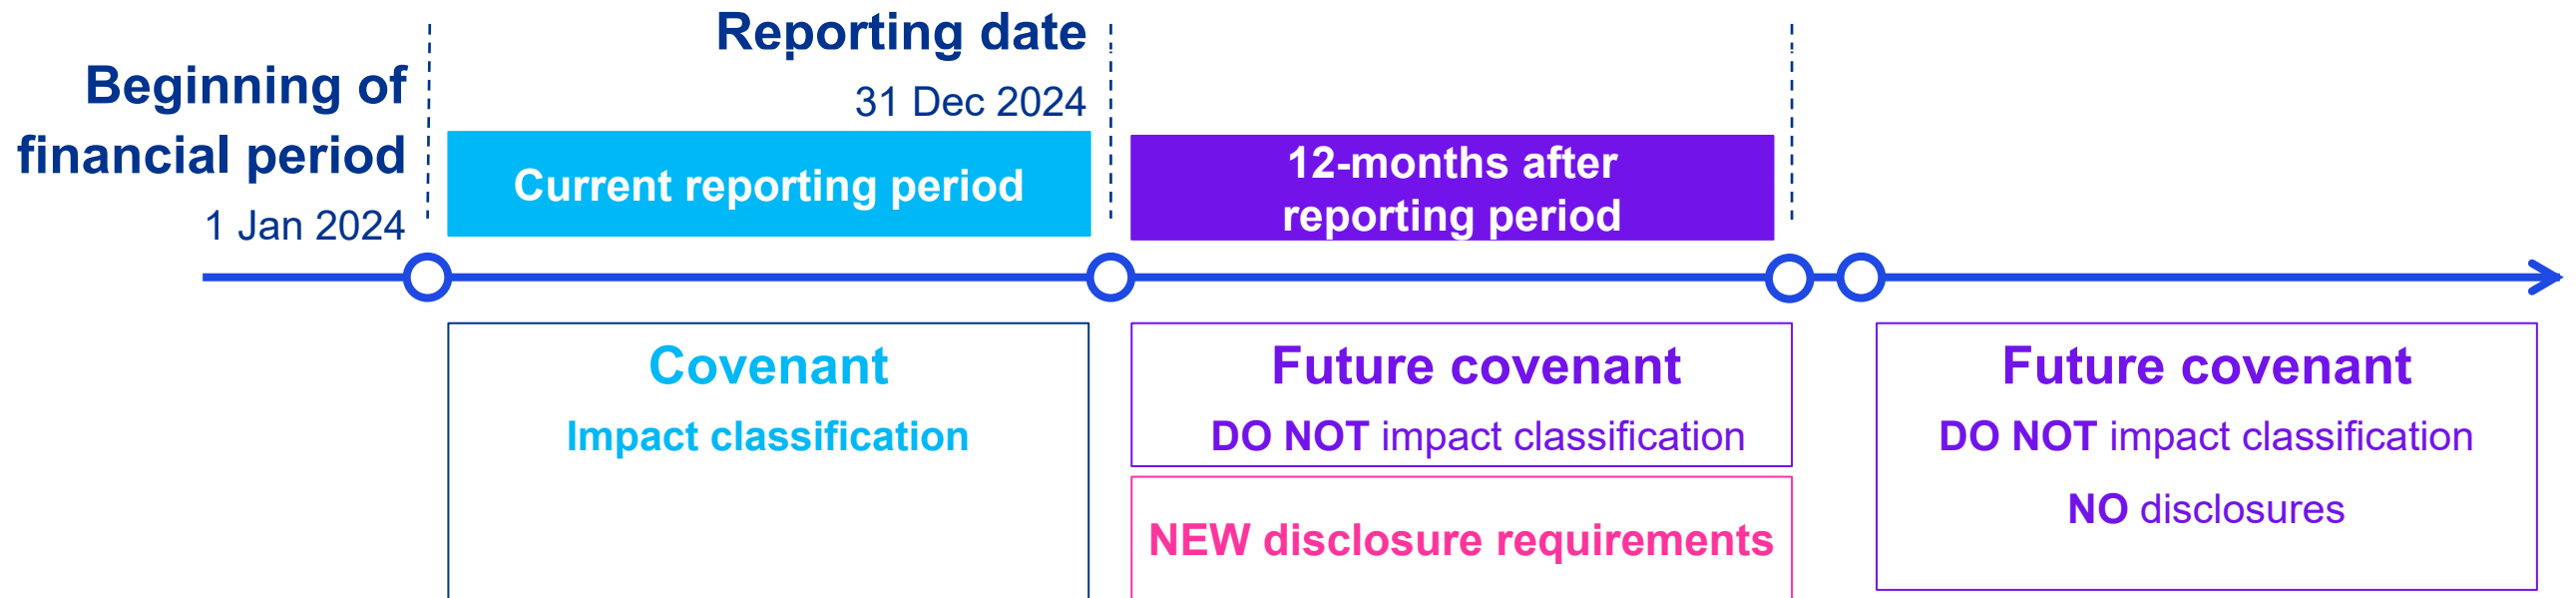 Beginning of
financial period
1 Jan 2024
Reporting date
31 Dec 2024
Current reporting period
12-months after
reporting period
Covenant
Impact classification
Future covenant
DO NOT impact classification
NEW disclosure requirements
Future covenant
DO NOT impact classification
NO disclosures